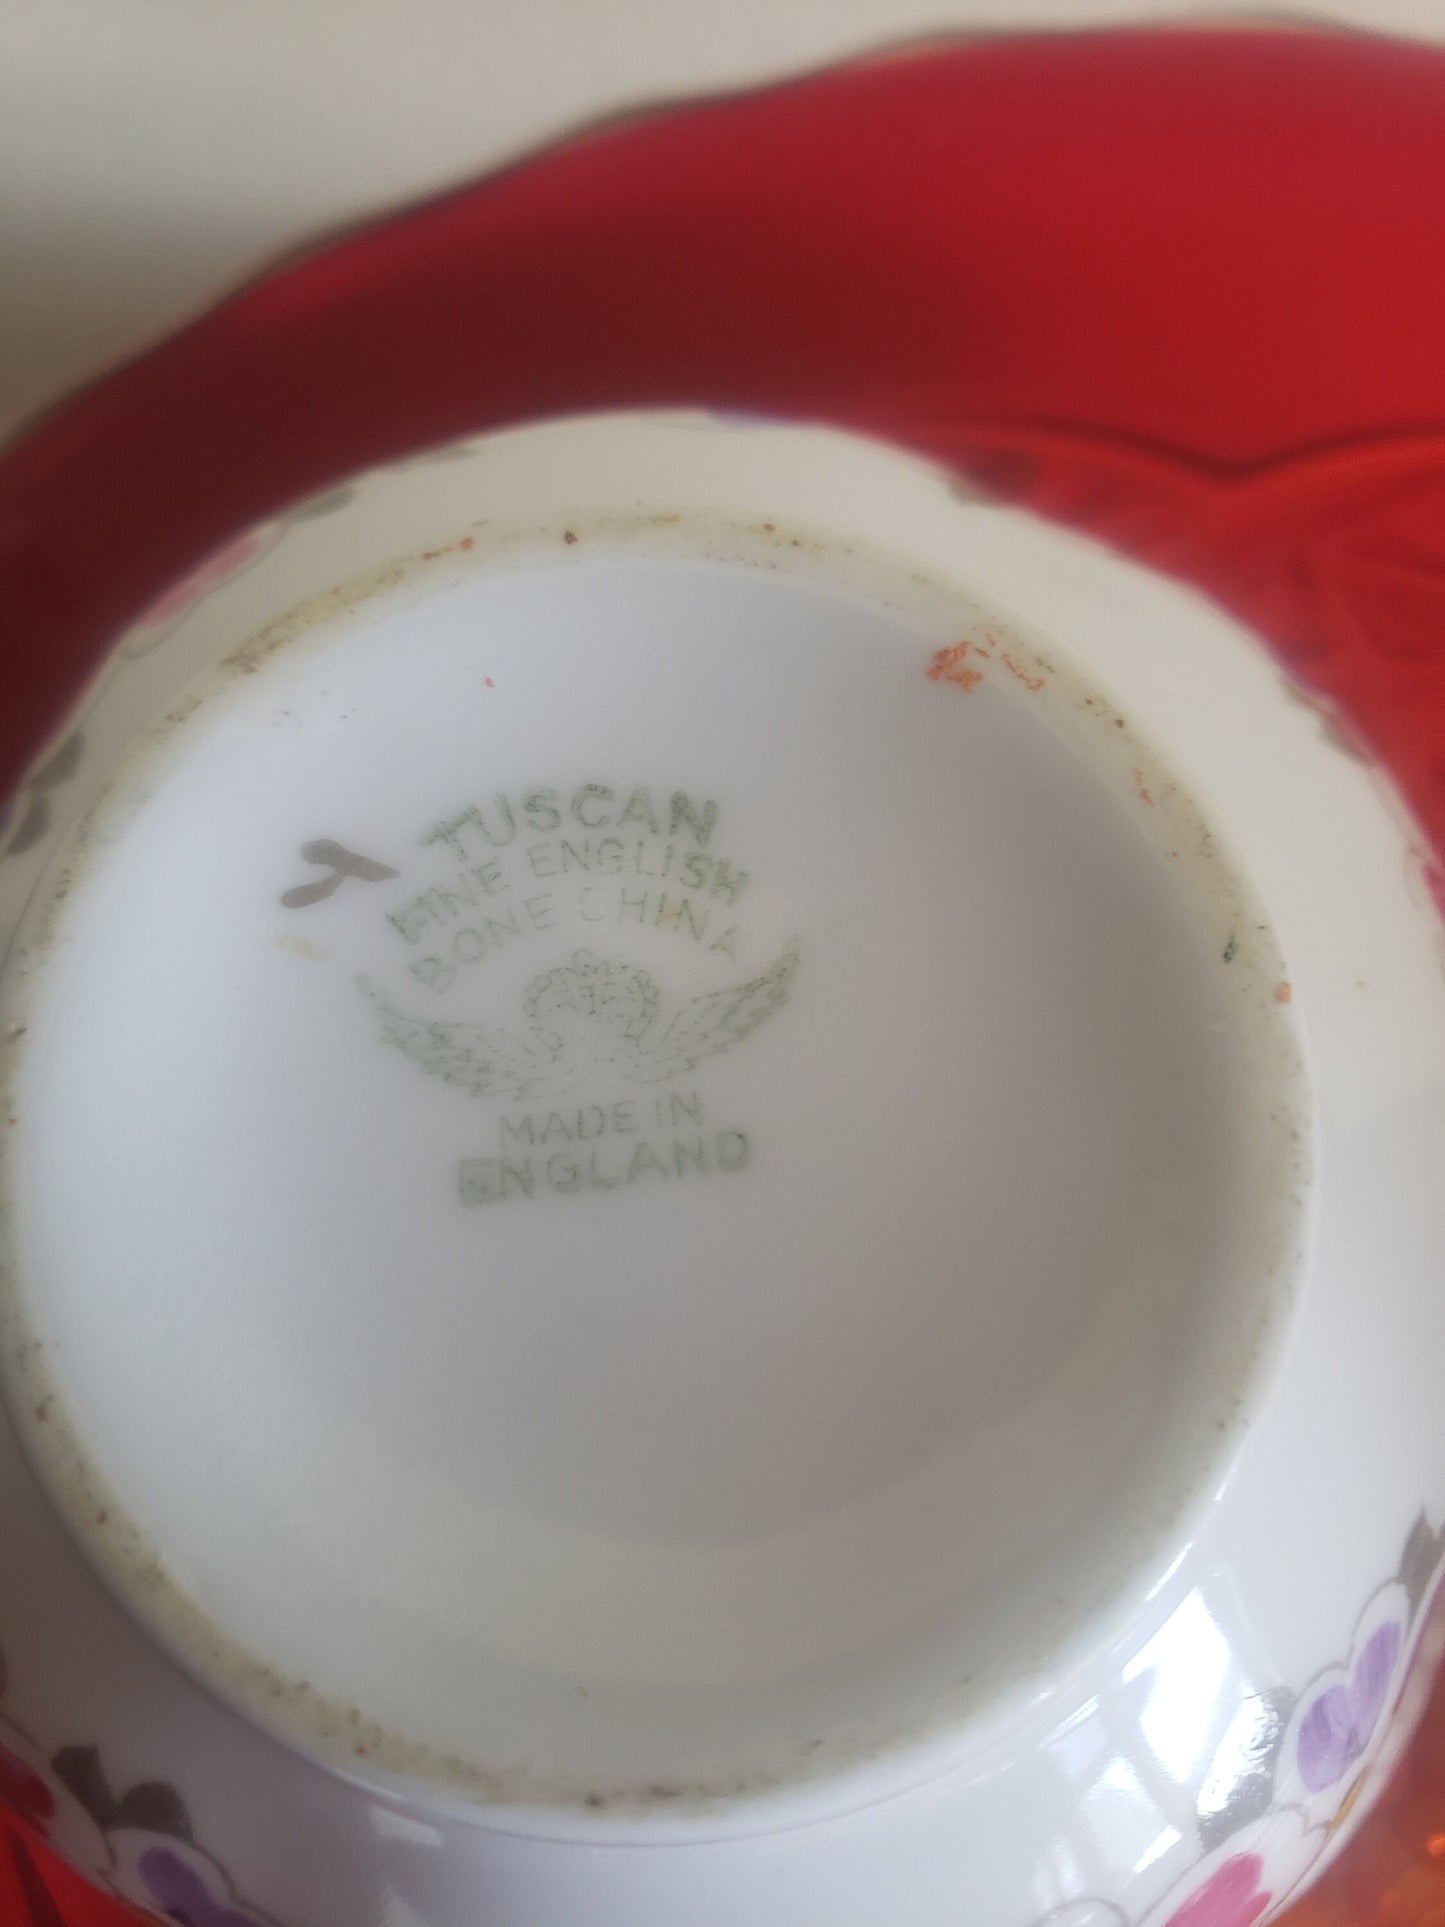 TUSCAN
FINE ENGLISH
BONE CHINA
MADE IN
ENGLAND